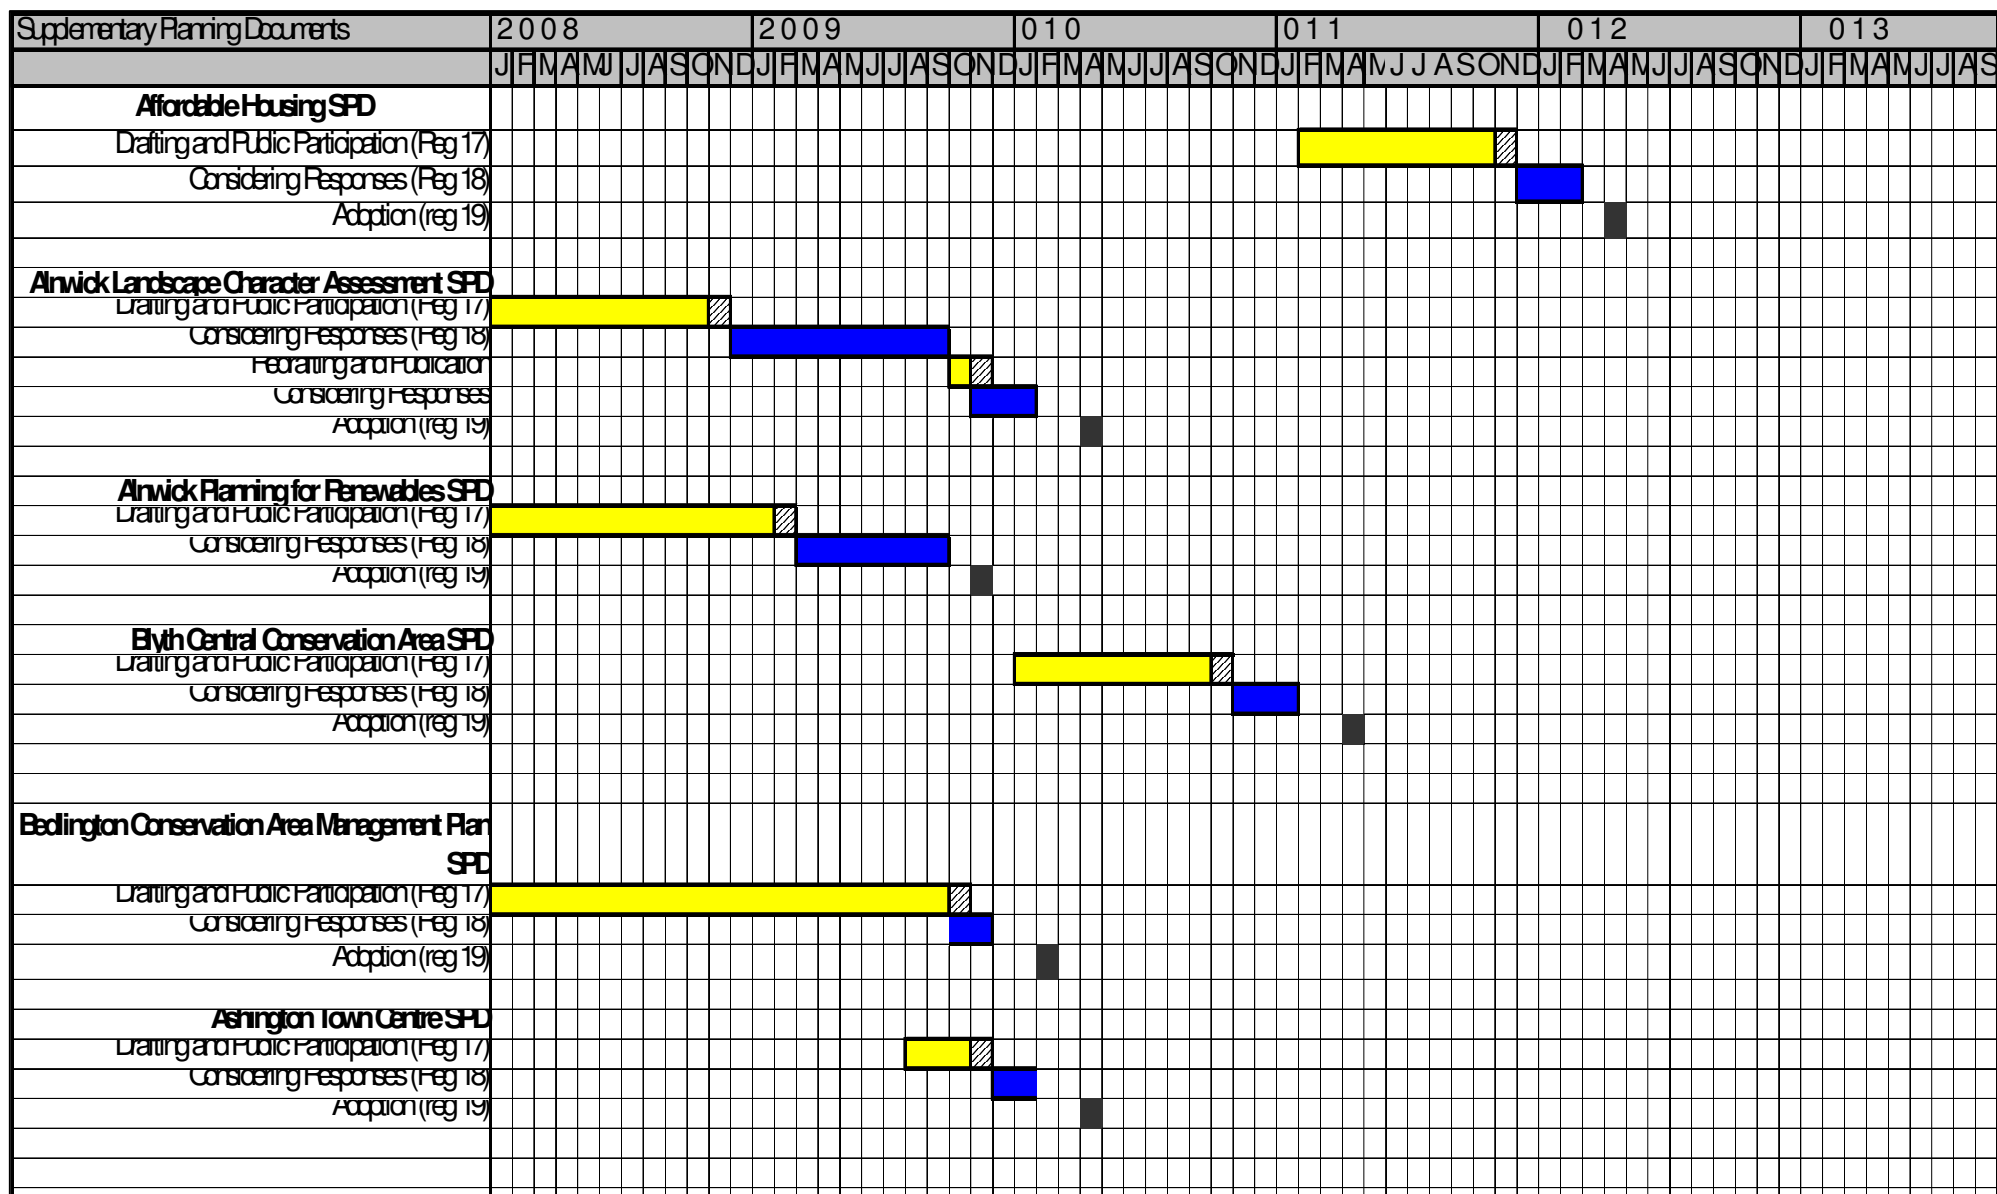 Supplementary Planning Documents 2008 2009 010 011 012 013
J F M A M J J A S O N D J F M A M J J A S O N D J F M A M J J A S O N D J F M A M J J A S O N D J F M A M J J A S O N D J F M A M J J A S
Affordable Housing SPD
Drafting and Public Participation (Reg 17)
Considering Responses (Reg 18)
Adoption (reg 19)
Alnwick Landscape Character Assessment SPD
Drafting and Public Participation (Reg 17)
Considering Responses (Reg 18)
Redrafting and Publication
Considering Responses
Adoption (reg 19)
Alnwick Planning for Renewables SPD
Drafting and Public Participation (Reg 17)
Considering Responses (Reg 18)
Adoption (reg 19)
Blyth Central Conservation Area SPD
Drafting and Public Participation (Reg 17)
Considering Responses (Reg 18)
Adoption (reg 19)
Bedlington Conservation Area Management Plan
SPD
Drafting and Public Participation (Reg 17)
Considering Responses (Reg 18)
Adoption (reg 19)
Ashington Town Centre SPD
Drafting and Public Participation (Reg 17)
Considering Responses (Reg 18)
Adoption (reg 19)